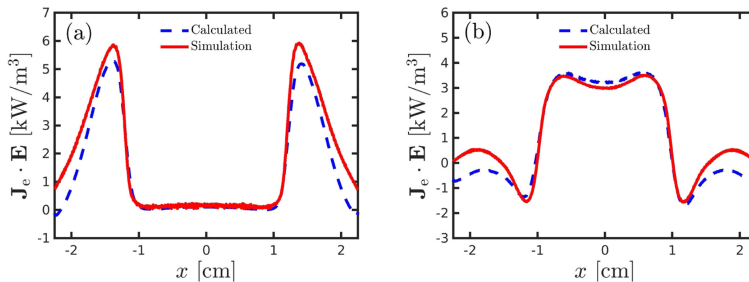 (a)
Calculated
Simulation
7
6
5
4
3
2
1
0
-1
-2
-1
0
1
2
x [cm]
J_e · E [kW/m³]
(b)
Calculated
Simulation
6
5
4
3
2
1
0
-1
-2
-3
-2
-1
0
1
2
x [cm]
J_e · E [kW/m³]